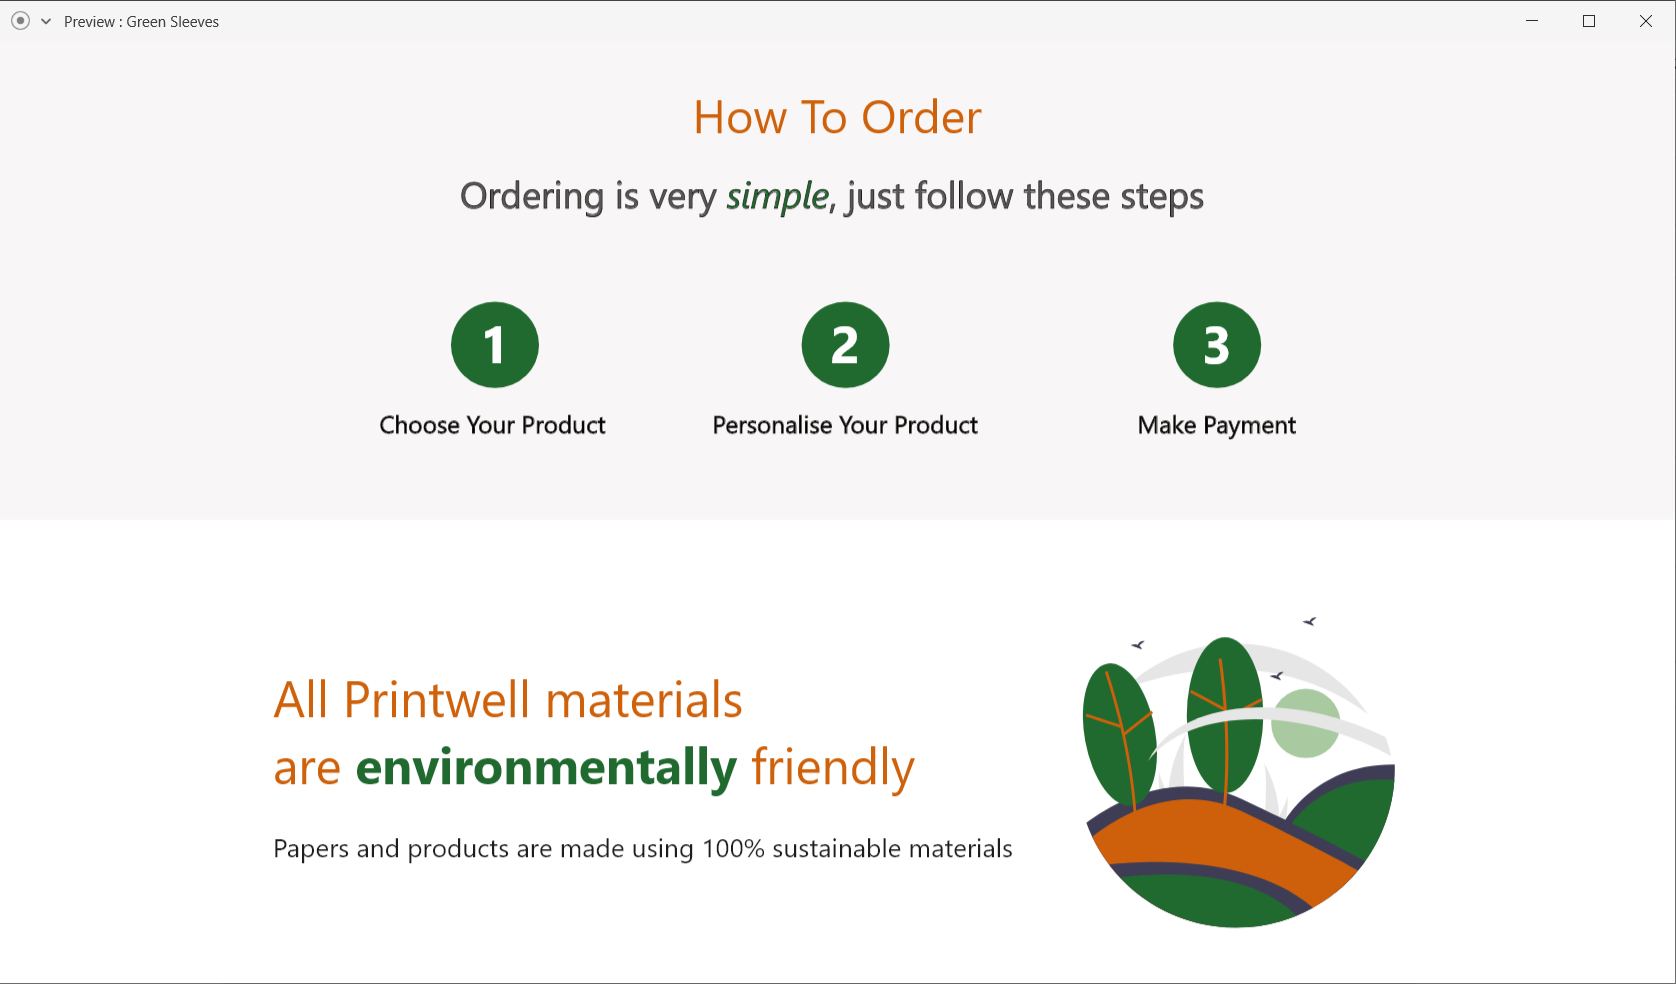 Preview : Green Sleeves
How To Order
Ordering is very simple, just follow these steps
1
2
3
Choose Your Product
Personalise Your Product
Make Payment
All Printwell materials
are environmentally friendly
Papers and products are made using 100% sustainable materials